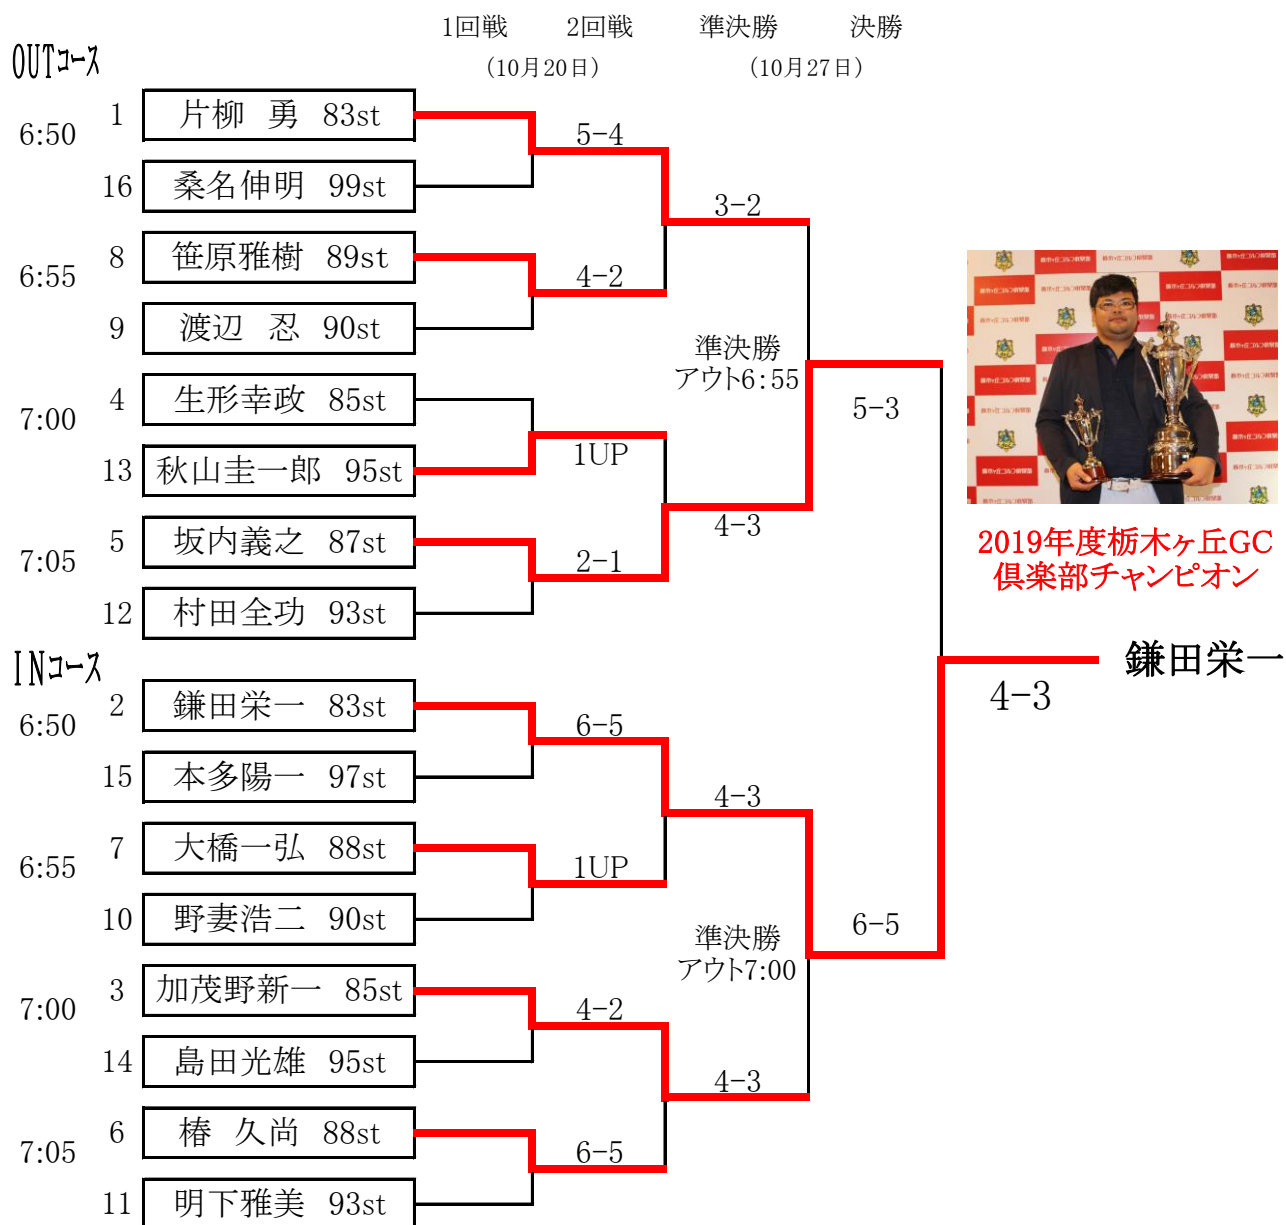 1回戦 2回戦 準決勝 決勝
OUTコース
(10月20日) (10月27日)
6:50
1 片柳 勇 83st
5-4
16 桑名伸明 99st
3-2
6:55
8 笹原雅樹 89st
4-2
9 渡辺 忍 90st
準決勝
アウト6:55
7:00
4 生形幸政 85st
5-3
1UP
13 秋山圭一郎 95st
4-3
7:05
5 坂内義之 87st
2-1
12 村田全功 93st
2019年度栃木ヶ丘GC
倶楽部チャンピオン
鎌田栄一
4-3
INコース
6:50
2 鎌田栄一 83st
6-5
15 本多陽一 97st
4-3
6:55
7 大橋一弘 88st
1UP
10 野妻浩二 90st
6-5
準決勝
アウト7:00
7:00
3 加茂野新一 85st
4-2
14 島田光雄 95st
4-3
7:05
6 椿 久尚 88st
6-5
11 明下雅美 93st